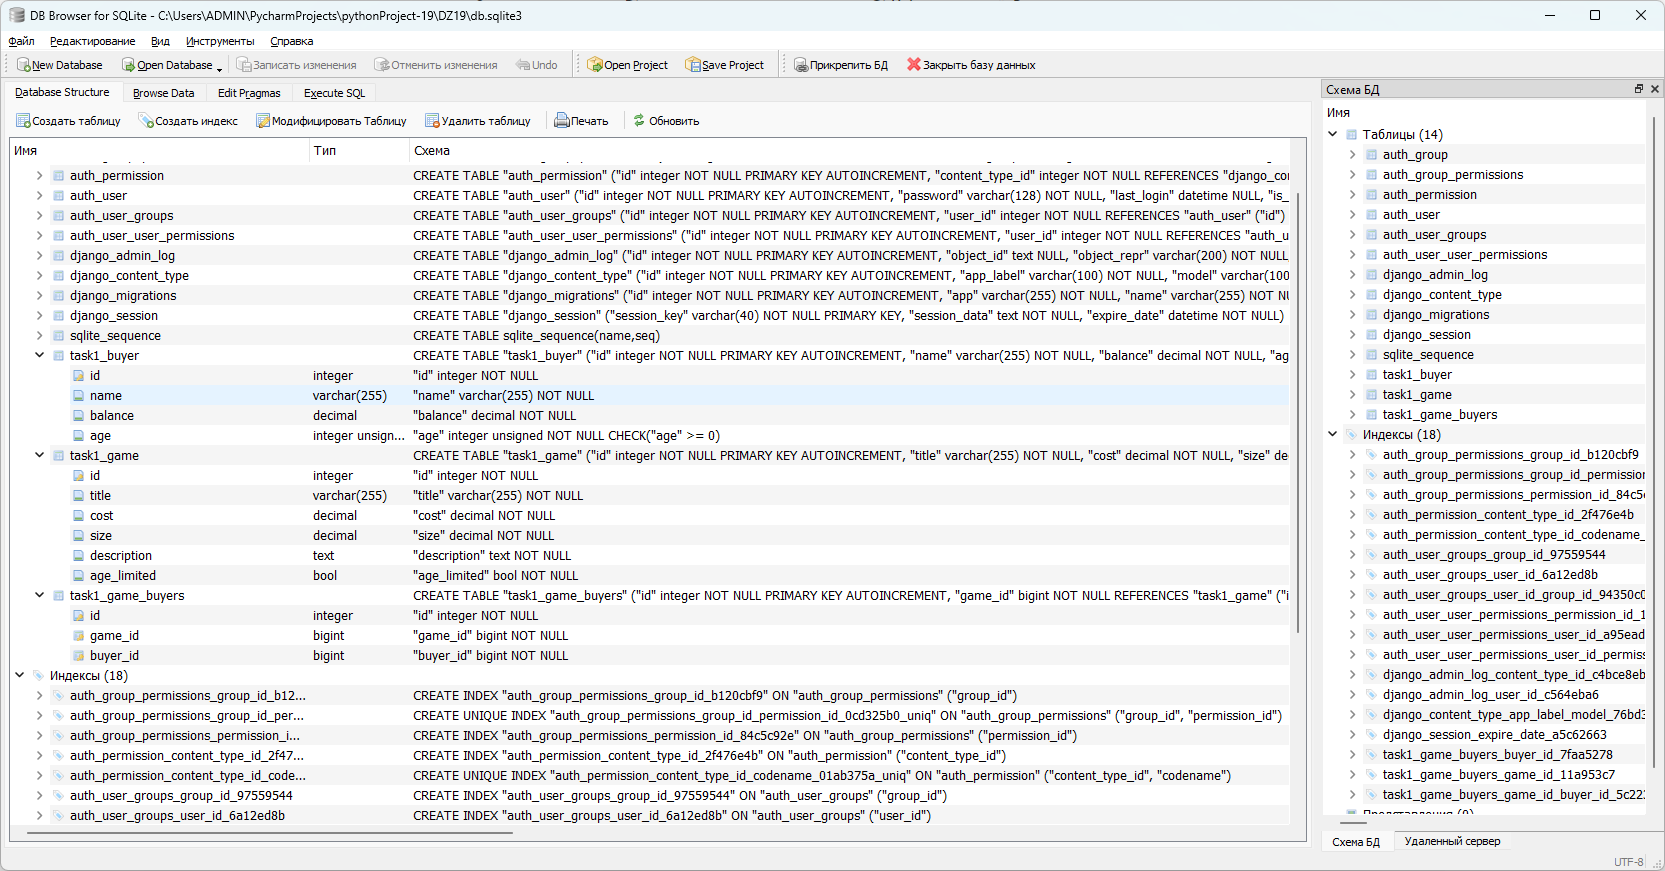 DB Browser for SQLite - C:\Users\ADMIN\PycharmProjects\pythonProject-19\DZ19\db.sqlite3
Файл Редактирование Вид Инструменты Справка
New Database Open Database Записать изменения Отменить изменения Undo Open Project Save Project Прикрепить БД Закрыть базу данных
Database Structure Browse Data Edit Pragmas Execute SQL
Создать таблицу Создать индекс Модифицировать Таблицу Удалить таблицу Печать Обновить
Имя Тип Схема
auth_permission CREATE TABLE "auth_permission" ("id" integer NOT NULL PRIMARY KEY AUTOINCREMENT, "content_type_id" integer NOT NULL REFERENCES "django_co
auth_user CREATE TABLE "auth_user" ("id" integer NOT NULL PRIMARY KEY AUTOINCREMENT, "password" varchar(128) NOT NULL, "last_login" datetime NULL, "is_
auth_user_groups CREATE TABLE "auth_user_groups" ("id" integer NOT NULL PRIMARY KEY AUTOINCREMENT, "user_id" integer NOT NULL REFERENCES "auth_user" ("id")
auth_user_user_permissions CREATE TABLE "auth_user_user_permissions" ("id" integer NOT NULL PRIMARY KEY AUTOINCREMENT, "user_id" integer NOT NULL REFERENCES "auth_u
django_admin_log CREATE TABLE "django_admin_log" ("id" integer NOT NULL PRIMARY KEY AUTOINCREMENT, "object_id" text NULL, "object_repr" varchar(200) NOT NULL
django_content_type CREATE TABLE "django_content_type" ("id" integer NOT NULL PRIMARY KEY AUTOINCREMENT, "app_label" varchar(100) NOT NULL, "model" varchar(100
django_migrations CREATE TABLE "django_migrations" ("id" integer NOT NULL PRIMARY KEY AUTOINCREMENT, "app" varchar(255) NOT NULL, "name" varchar(255) NOT NU
django_session CREATE TABLE "django_session" ("session_key" varchar(40) NOT NULL PRIMARY KEY, "session_data" text NOT NULL, "expire_date" datetime NOT NULL)
sqlite_sequence CREATE TABLE sqlite_sequence(name,seq)
task1_buyer CREATE TABLE "task1_buyer" ("id" integer NOT NULL PRIMARY KEY AUTOINCREMENT, "name" varchar(255) NOT NULL, "balance" decimal NOT NULL, "ag
id integer "id" integer NOT NULL
name varchar(255) "name" varchar(255) NOT NULL
balance decimal "balance" decimal NOT NULL
age integer unsign... "age" integer unsigned NOT NULL CHECK("age" >= 0)
task1_game CREATE TABLE "task1_game" ("id" integer NOT NULL PRIMARY KEY AUTOINCREMENT, "title" varchar(255) NOT NULL, "cost" decimal NOT NULL, "size" de
id integer "id" integer NOT NULL
title varchar(255) "title" varchar(255) NOT NULL
cost decimal "cost" decimal NOT NULL
size decimal "size" decimal NOT NULL
description text "description" text NOT NULL
age_limited bool "age_limited" bool NOT NULL
task1_game_buyers CREATE TABLE "task1_game_buyers" ("id" integer NOT NULL PRIMARY KEY AUTOINCREMENT, "game_id" bigint NOT NULL REFERENCES "task1_game" ("i
id integer "id" integer NOT NULL
game_id bigint "game_id" bigint NOT NULL
buyer_id bigint "buyer_id" bigint NOT NULL
Индексы (18)
auth_group_permissions_group_id_b12... CREATE INDEX "auth_group_permissions_group_id_b120cbf9" ON "auth_group_permissions" ("group_id")
auth_group_permissions_group_id_per... CREATE UNIQUE INDEX "auth_group_permissions_group_id_permission_id_0cd325b0_uniq" ON "auth_group_permissions" ("group_id", "permission_id")
auth_group_permissions_permission_i... CREATE INDEX "auth_group_permissions_permission_id_84c5c92e" ON "auth_group_permissions" ("permission_id")
auth_permission_content_type_id_2f47... CREATE INDEX "auth_permission_content_type_id_2f476e4b" ON "auth_permission" ("content_type_id")
auth_permission_content_type_id_code... CREATE UNIQUE INDEX "auth_permission_content_type_id_codename_01ab375a_uniq" ON "auth_permission" ("content_type_id", "codename")
auth_user_groups_group_id_97559544 CREATE INDEX "auth_user_groups_group_id_97559544" ON "auth_user_groups" ("group_id")
auth_user_groups_user_id_6a12ed8b CREATE INDEX "auth_user_groups_user_id_6a12ed8b" ON "auth_user_groups" ("user_id")
Схема БД
Имя
Таблицы (14)
auth_group
auth_group_permissions
auth_permission
auth_user
auth_user_groups
auth_user_user_permissions
django_admin_log
django_content_type
django_migrations
django_session
sqlite_sequence
task1_buyer
task1_game
task1_game_buyers
Индексы (18)
auth_group_permissions_group_id_b120cbf9
auth_group_permissions_group_id_permission
auth_group_permissions_permission_id_84c5c
auth_permission_content_type_id_2f476e4b
auth_permission_content_type_id_codename_
auth_user_groups_group_id_97559544
auth_user_groups_user_id_6a12ed8b
auth_user_groups_user_id_group_id_94350c0
auth_user_user_permissions_permission_id_1
auth_user_user_permissions_user_id_a95ead
auth_user_user_permissions_user_id_permiss
django_admin_log_content_type_id_c4bce8eb
django_admin_log_user_id_c564eba6
django_content_type_app_label_model_76bd3
django_session_expire_date_a5c62663
task1_game_buyers_buyer_id_7faa5278
task1_game_buyers_game_id_11a953c7
task1_game_buyers_game_id_buyer_id_5c222
Представления (0)
Схема БД Удаленный сервер
UTF-8